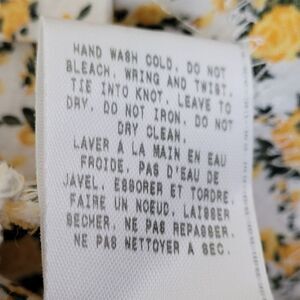 HAND WASH COLD, DO NOT
BLEACH, WRING AND TWIST,
TIE INTO KNOT, LEAVE TO
DRY, DO NOT IRON, DO NOT
DRY CLEAN.
LAVER À LA MAIN EN EAU
FROIDE, PAS D'EAU DE
JAVEL, ESSORER ET TORDRE,
FAIRE UN NOEUD, LAISSER
SECHER, NE PAS REPASSER,
NE PAS NETTOYER A SEC.